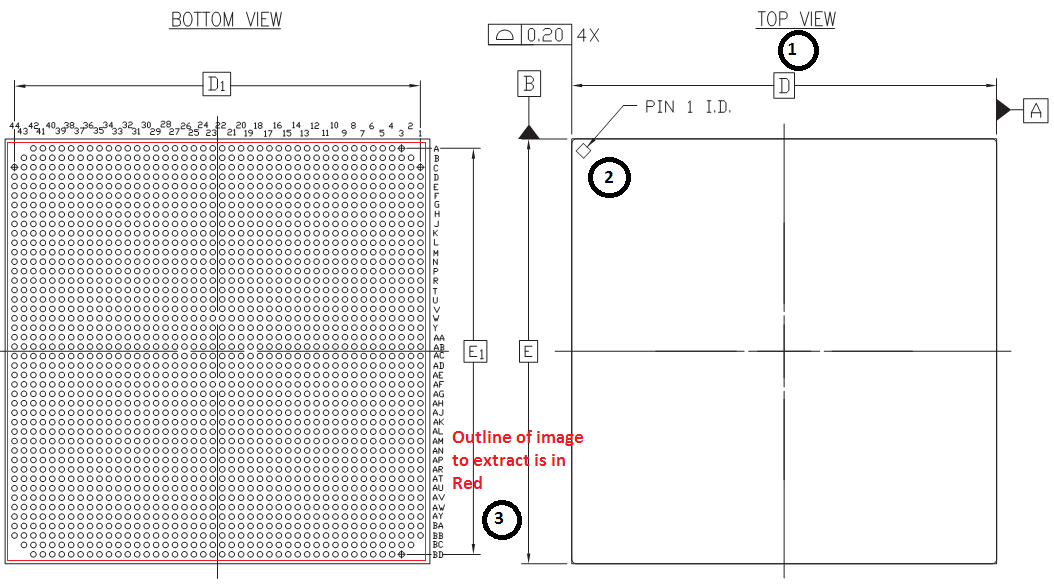 BOTTOM VIEW
TOP VIEW
1
0.20 4X
D1
B
D
A
PIN 1 I.D.
2
44 42 40 38 36 34 32 30 28 26 24 22 20 18 16 14 12 10 8 6 4 2
43 41 39 37 35 33 31 29 27 25 23 21 19 17 15 13 11 9 7 5 3 1
A
B
C
D
E
F
G
H
J
K
L
M
N
P
R
T
U
V
W
Y
AA
AB
AC
AD
AE
AF
AG
AH
AJ
AK
AL
AM
AN
AP
AR
AT
AU
AV
AW
AY
BA
BB
BC
BD
E1
E
Outline of image
to extract is in
Red
3